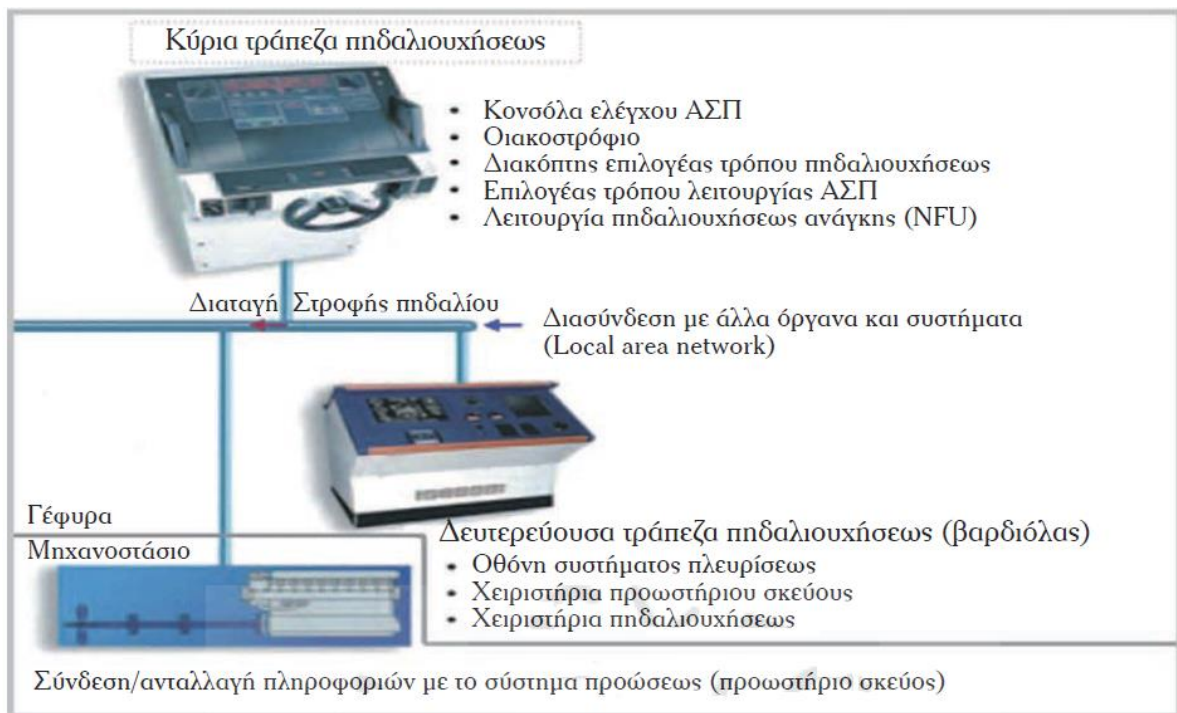 Κύρια τράπεζα πηδαλιουχήσεως
• Κονσόλα ελέγχου ΑΣΠ
• Οιακοστρόφιο
• Διακόπτης επιλογέας τρόπου πηδαλιουχήσεως
• Επιλογέας τρόπου λειτουργίας ΑΣΠ
• Λειτουργία πηδαλιουχήσεως ανάγκης (NFU)
Διαταγή Στροφής πηδαλίου
Διασύνδεση με άλλα όργανα και συστήματα
(Local area network)
Γέφυρα
Μηχανοστάσιο
Δευτερεύουσα τράπεζα πηδαλιουχήσεως (βαρδιόλας)
• Οθόνη συστήματος πλευρίσεως
• Χειριστήρια προωστήριου σκεύους
• Χειριστήρια πηδαλιουχήσεως
Σύνδεση/ανταλλαγή πληροφοριών με το σύστημα προώσεως (προωστήριο σκεύος)